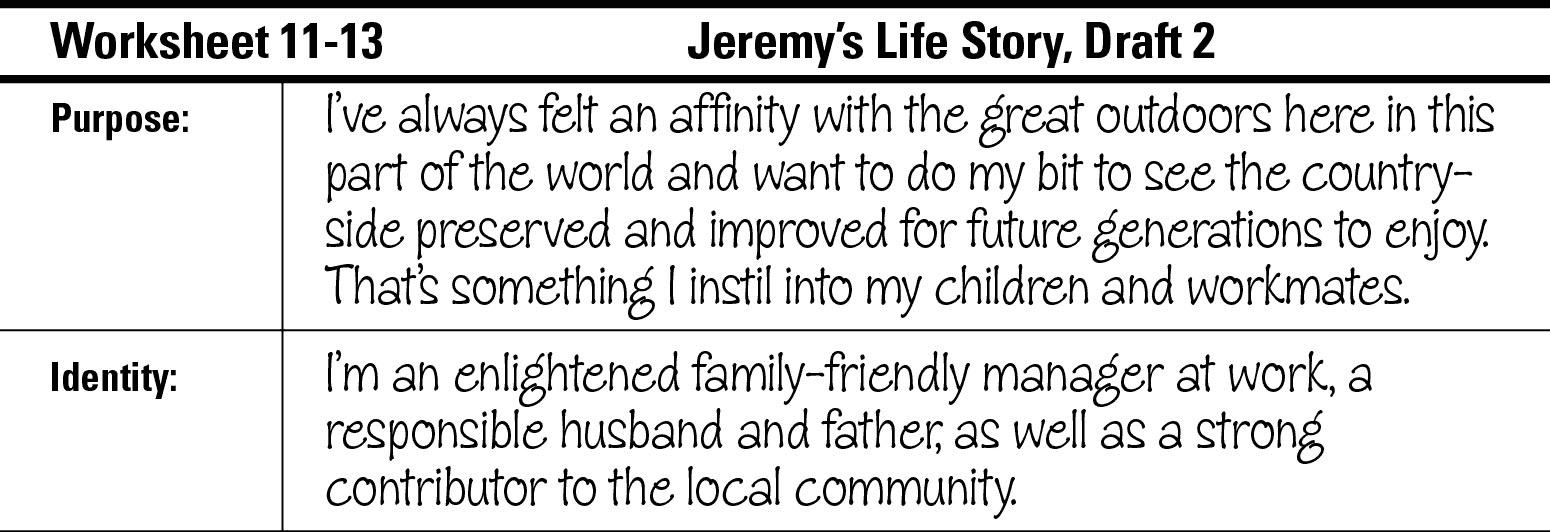 Worksheet 11-13 Jeremy's Life Story, Draft 2
Purpose: I've always felt an affinity with the great outdoors here in this
part of the world and want to do my bit to see the country-
side preserved and improved for future generations to enjoy.
That's something I instil into my children and workmates.
Identity: I'm an enlightened family-friendly manager at work, a
responsible husband and father, as well as a strong
contributor to the local community.